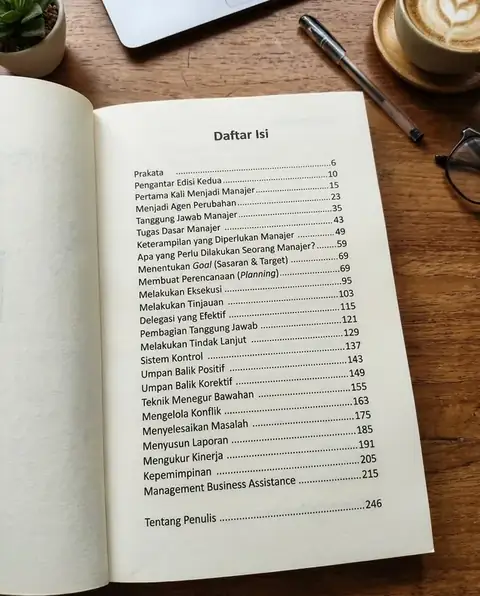 Daftar Isi
Prakata ..................................................6
Pengantar Edisi Kedua..................................10
Pertama Kali Menjadi Manajer........................15
Menjadi Agen Perubahan...............................23
Tanggung Jawab Manajer..............................35
Tugas Dasar Manajer ...................................43
Keterampilan yang Diperlukan Manajer ...........49
Apa yang Perlu Dilakukan Seorang Manajer?......59
Menentukan Goal (Sasaran & Target) ..............69
Membuat Perencanaan (Planning)...................69
Melakukan Eksekusi.....................................95
Melakukan Tinjauan ...................................103
Delegasi yang Efektif ..................................115
Pembagian Tanggung Jawab.........................121
Melakukan Tindak Lanjut .............................129
Sistem Kontrol ..........................................137
Umpan Balik Positif ....................................143
Umpan Balik Korektif ..................................149
Teknik Menegur Bawahan ............................155
Mengelola Konflik ......................................163
Menyelesaikan Masalah ...............................175
Menyusun Laporan .....................................185
Mengukur Kinerja .......................................191
Kepemimpinan ..........................................205
Management Business Assistance .................215
Tentang Penulis .........................................246